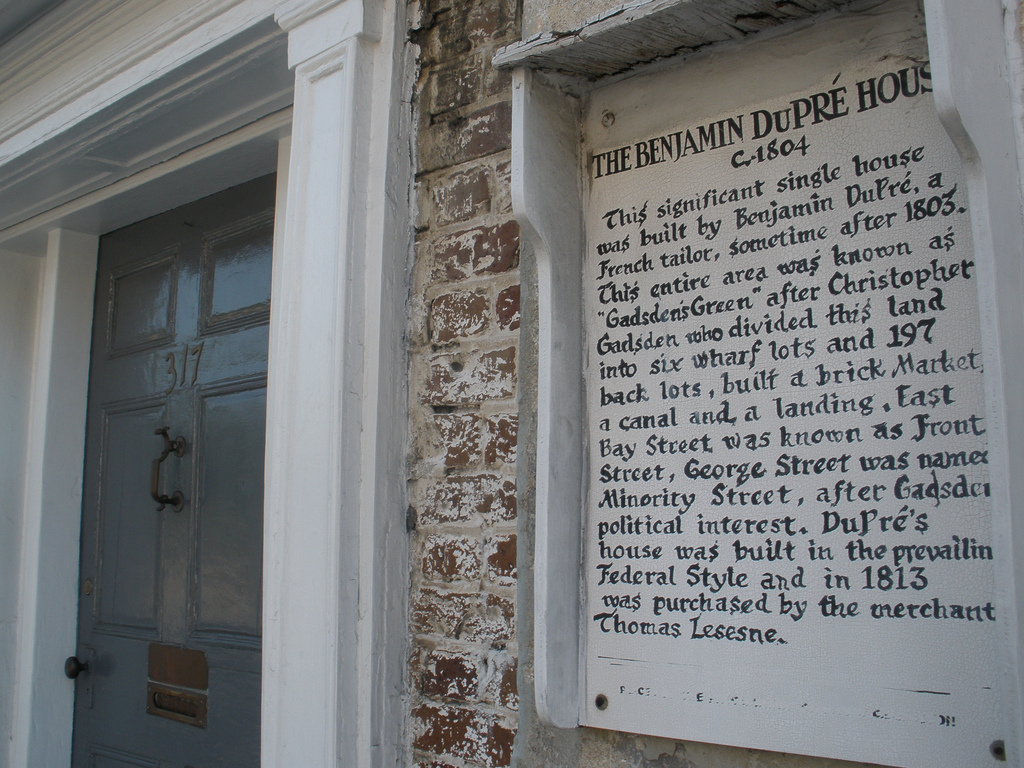 317
THE BENJAMIN DUPRÉ HOUS
C.1804
This significant single house
was built by Benjamin DuPré, a
French tailor, sometime after 1803.
This entire area was known as
"Gadsden's Green" after Christopher
Gadsden who divided this land
into six wharf lots and 197
back lots, built a brick Market,
a canal and a landing. East
Bay Street was known as Front
Street, George Street was named
Minority Street, after Gadsden
political interest. DuPré's
house was built in the prevailin
Federal Style and in 1813
was purchased by the merchant
Thomas Lesesne.